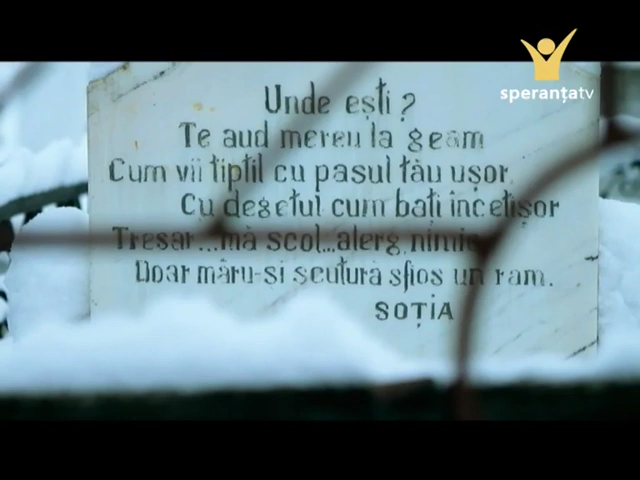 speranțatv
Unde ești?
Te aud mereu la geam
Cum vii tiptil cu pasul tău ușor.
Cu degetul cum bați încetișor
Tresar...mă scol...alerg,
Doar măru-și scutură sfios un ram.
SOȚIA